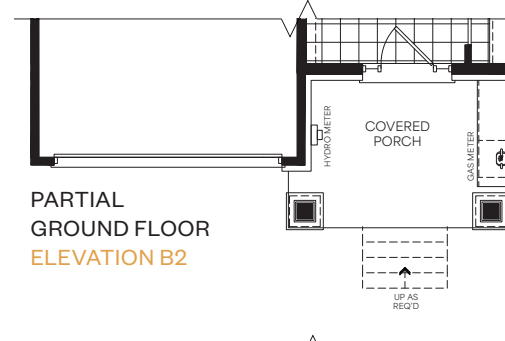 HYDRO METER
COVERED
PORCH
GAS METER
PARTIAL
GROUND FLOOR
ELEVATION B2
UP AS
REQ'D